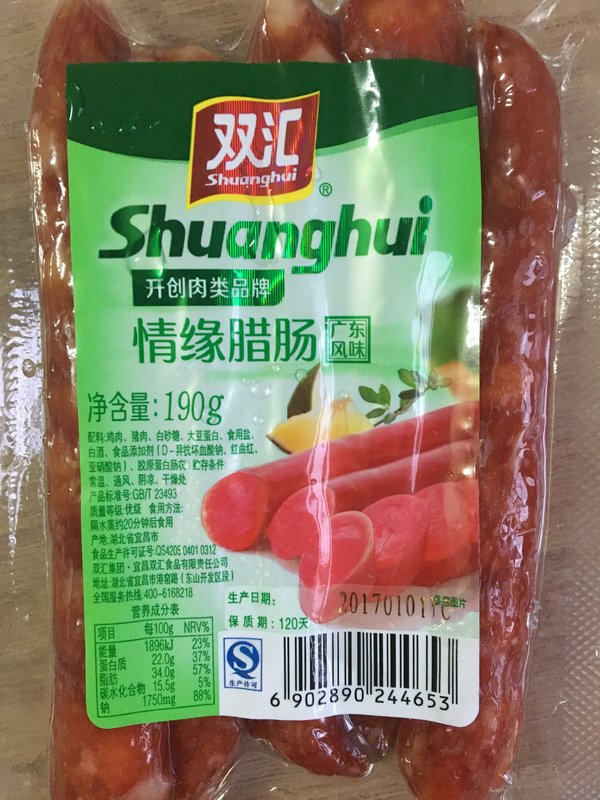 双汇
Shuanghui
®
Shuanghui
开创肉类品牌
情缘腊肠 广东风味
净含量：190g
配料:鸡肉、猪肉、白砂糖、大豆蛋白、食用盐、
白酒、食品添加剂（D-异抗坏血酸钠、红曲红、
亚硝酸钠）、胶原蛋白肠衣 贮存条件:
常温、通风、阴凉、干燥处
产品标准号:GB/T 23493
质量等级:优级 食用方法:
隔水蒸约20分钟后食用
产地:湖北省宜昌市
食品生产许可证号:QS4205 0401 0312
双汇集团·宜昌双汇食品有限责任公司
地址:湖北省宜昌市港窑路（东山开发区段）
全国服务热线:400-6168218
营养成分表
项目 每100g NRV%
能量 1896kJ 23%
蛋白质 22.0g 37%
脂肪 34.0g 57%
碳水化合物 15.5g 5%
钠 1750mg 88%
生产日期：
20170101
保质期：120天
QS
生产许可
6 902890 244653